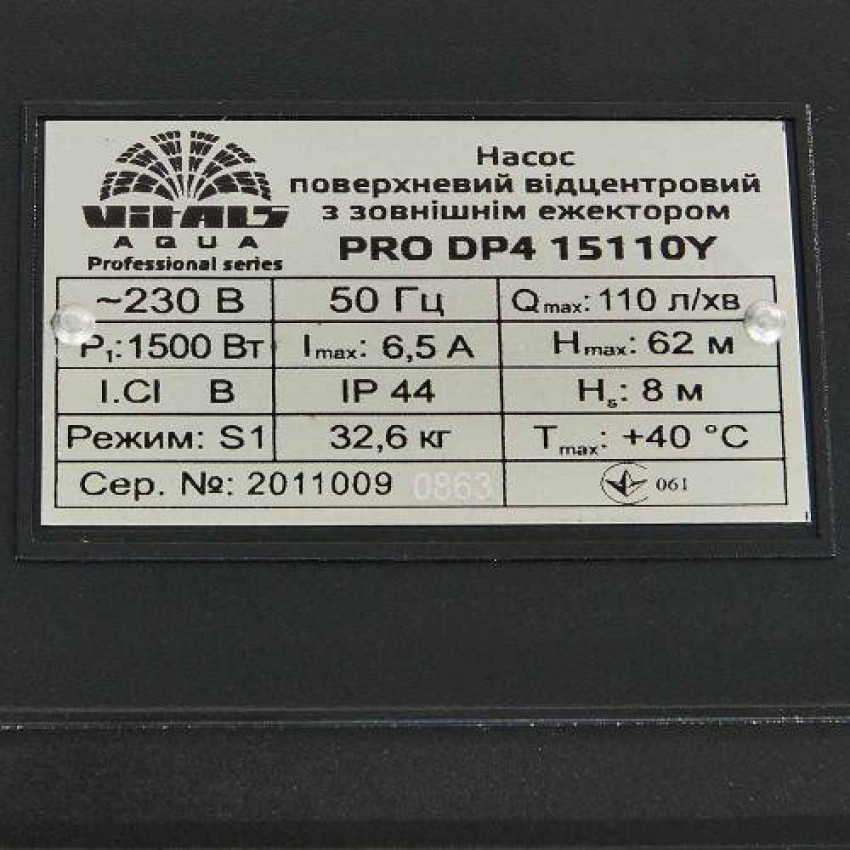 VITALS
AQUA
Professional series
Насос
поверхневий відцентровий
з зовнішнім ежектором
PRO DP4 15110Y
~230 В 50 Гц Qmax: 110 л/хв
P1:1500 Вт Imax: 6,5 А Hmax: 62 м
I.Cl B IP 44 Hs: 8 м
Режим: S1 32,6 кг Tmax: +40 °C
Сер. №: 2011009 0863 061